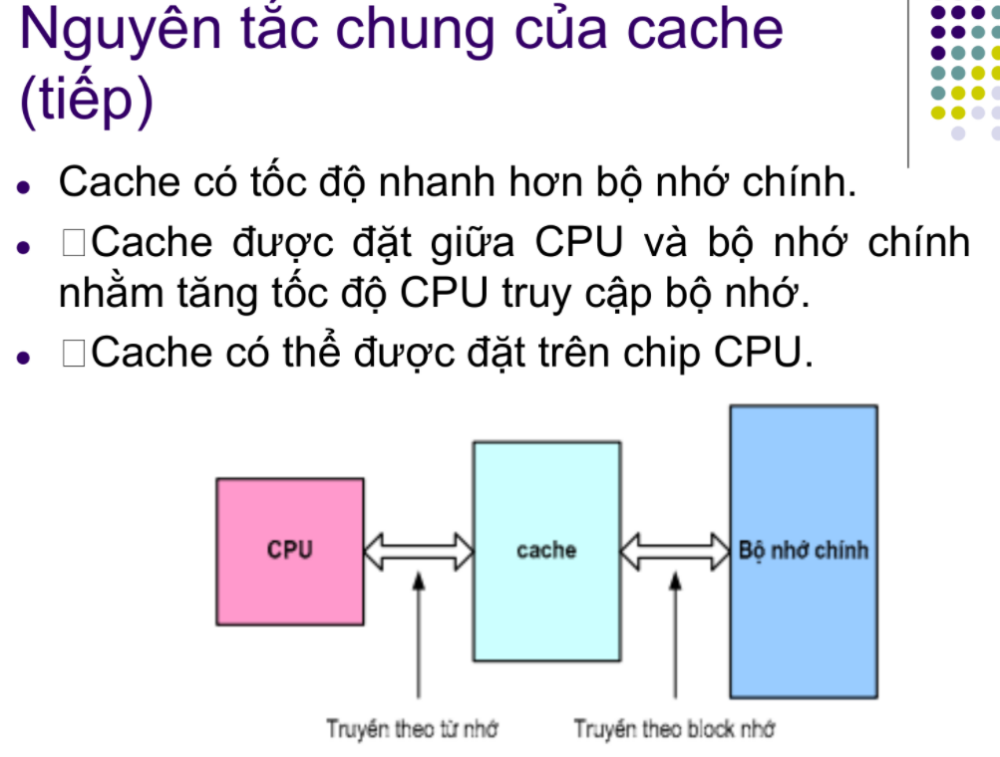 Nguyên tắc chung của cache
(tiếp)
• Cache có tốc độ nhanh hơn bộ nhớ chính.
• □Cache được đặt giữa CPU và bộ nhớ chính
nhằm tăng tốc độ CPU truy cập bộ nhớ.
• □Cache có thể được đặt trên chip CPU.
CPU
cache
Bộ nhớ chính
Truyền theo từ nhớ
Truyền theo block nhớ